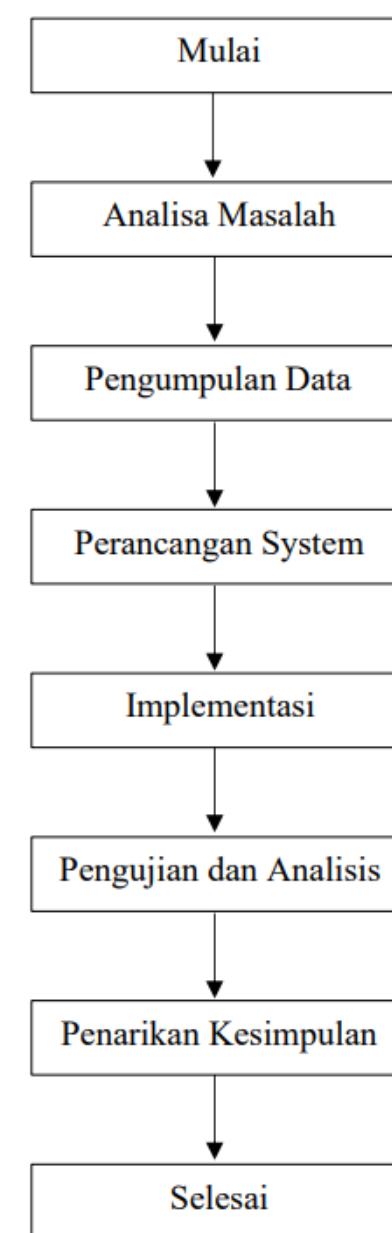 Mulai
Analisa Masalah
Pengumpulan Data
Perancangan System
Implementasi
Pengujian dan Analisis
Penarikan Kesimpulan
Selesai